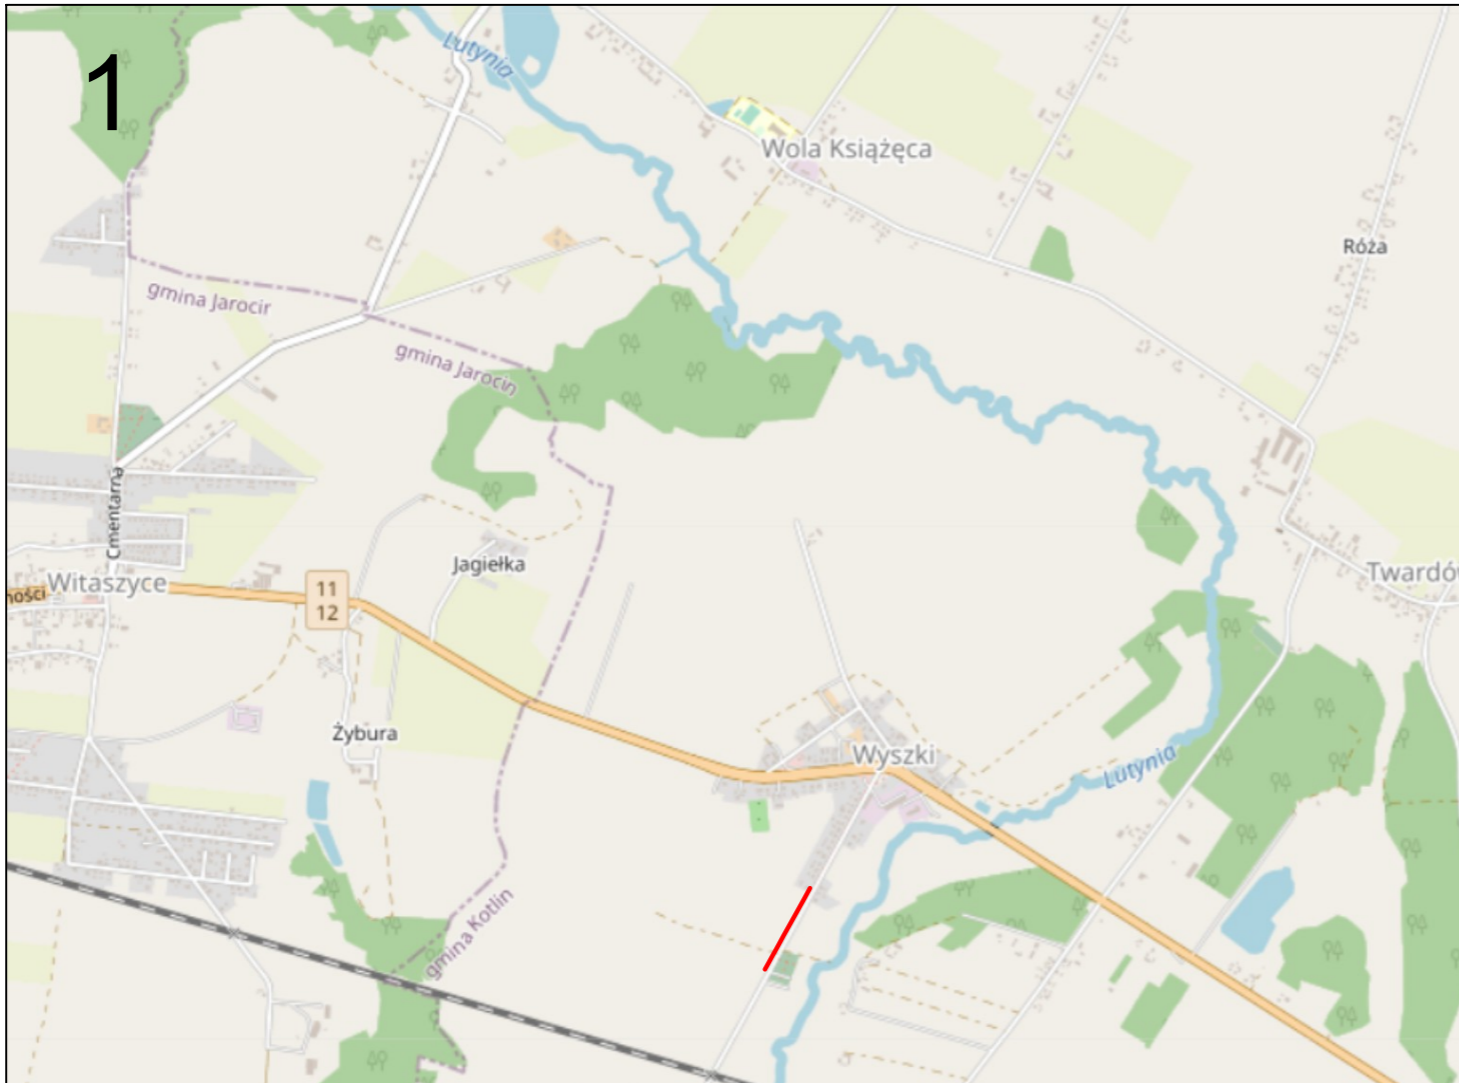 1
Lutynia
Wola Książęca
Róża
gmina Jarocir
gmina Jarocin
Cmentarna
Jagiełka
Witaszyce
ności
11
12
Twardów
Żybura
Wyszki
Lutynia
gmina Kotlin